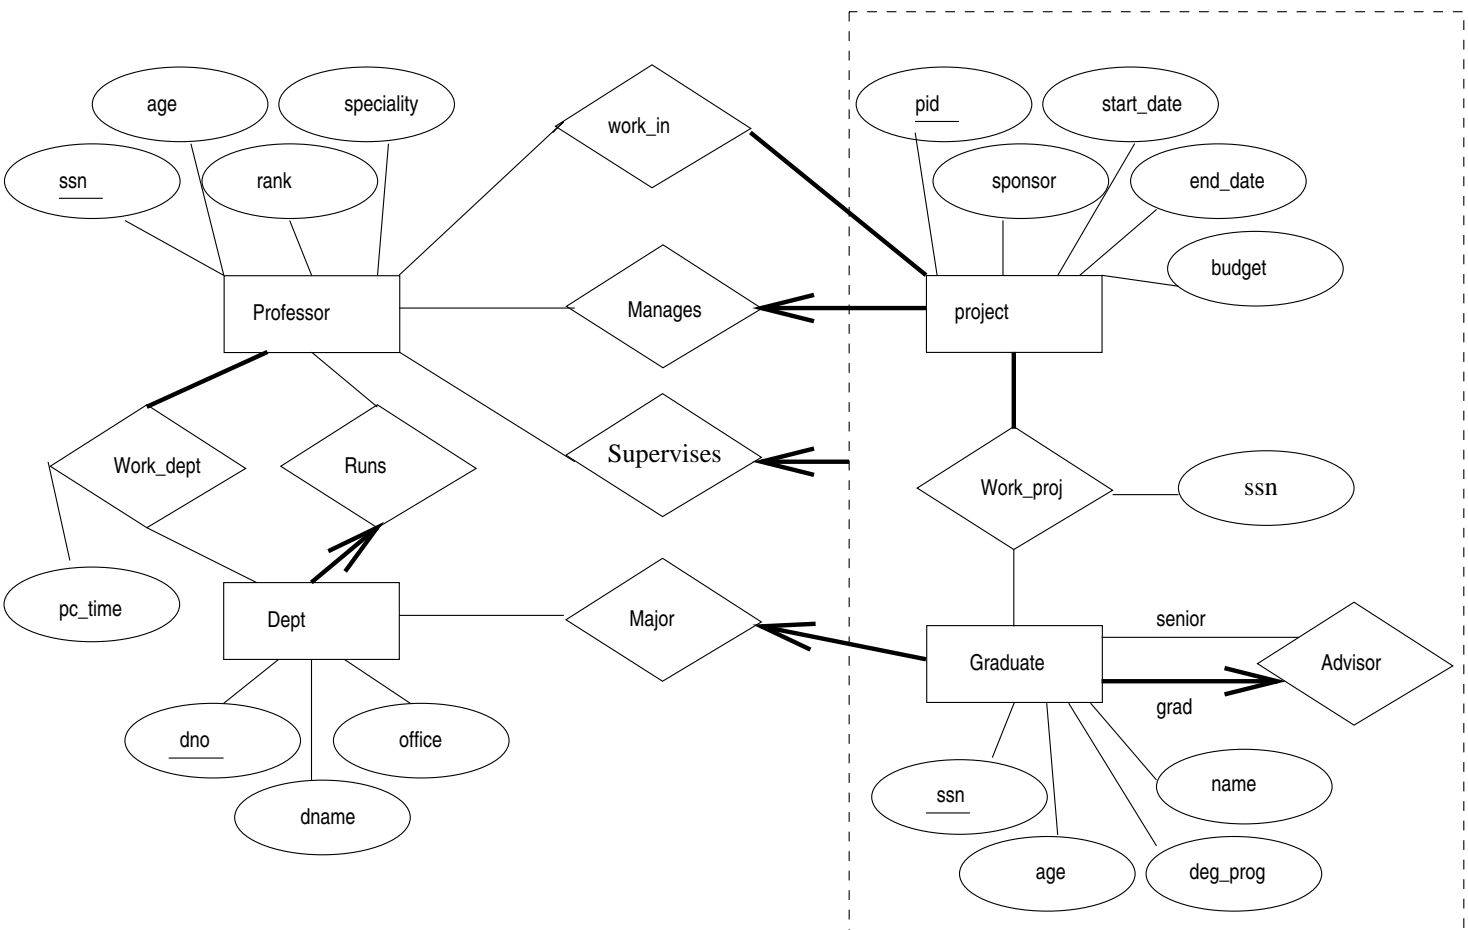 age
speciality
ssn
rank
work_in
pid
start_date
sponsor
end_date
budget
Professor
Manages
project
Work_dept
Runs
Supervises
Work_proj
ssn
pc_time
Dept
Major
senior
Graduate
Advisor
grad
dno
office
dname
ssn
name
age
deg_prog